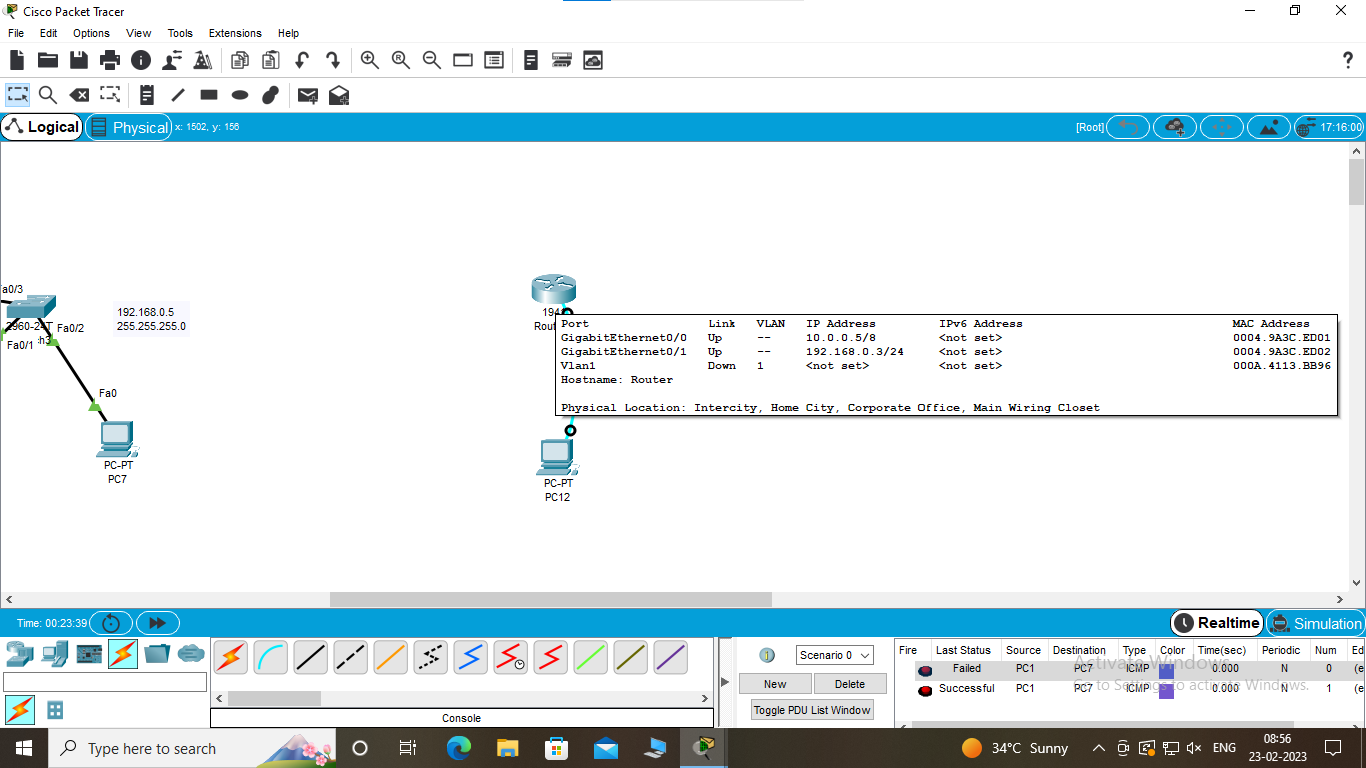 Cisco Packet Tracer
File Edit Options View Tools Extensions Help
?
Logical Physical x: 1502, y: 156 [Root] 17:16:00
a0/3
2960-24T Fa0/2
Fa0/1 h3
192.168.0.5
255.255.255.0
Fa0
PC-PT
PC7
194
Rout
Port Link VLAN IP Address IPv6 Address MAC Address
GigabitEthernet0/0 Up -- 10.0.0.5/8 <not set> 0004.9A3C.ED01
GigabitEthernet0/1 Up -- 192.168.0.3/24 <not set> 0004.9A3C.ED02
Vlan1 Down 1 <not set> <not set> 000A.4113.BB96
Hostname: Router
Physical Location: Intercity, Home City, Corporate Office, Main Wiring Closet
PC-PT
PC12
Time: 00:23:39 Realtime Simulation
Scenario 0
New Delete
Toggle PDU List Window
Console
Fire Last Status Source Destination Type Color Time(sec) Periodic Num Ed
Failed PC1 PC7 ICMP 0.000 N 0 (e
Successful PC1 PC7 ICMP 0.000 N 1 (e
Activate Windows
Go to Settings to activate Windows.
Type here to search
34°C Sunny
ENG
08:56
23-02-2023